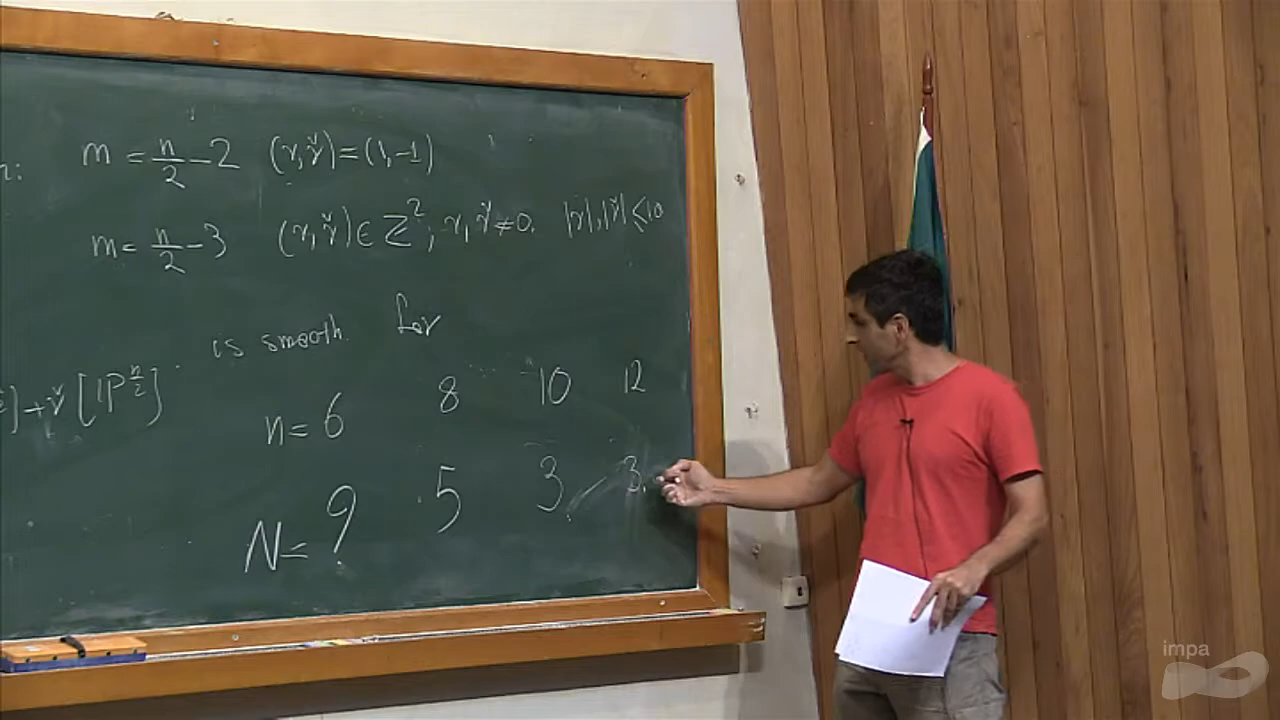 n: m = n/2 - 2 (r, ř) = (1, -1)
m = n/2 - 3 (r, ř) ∈ ℤ²; r, ř ≠ 0. |r|, |ř| ≤ 10
] + ř [ℙ^{n/2}] is smooth for
n = 6 8 10 12
N = 9 5 3 3.
impa